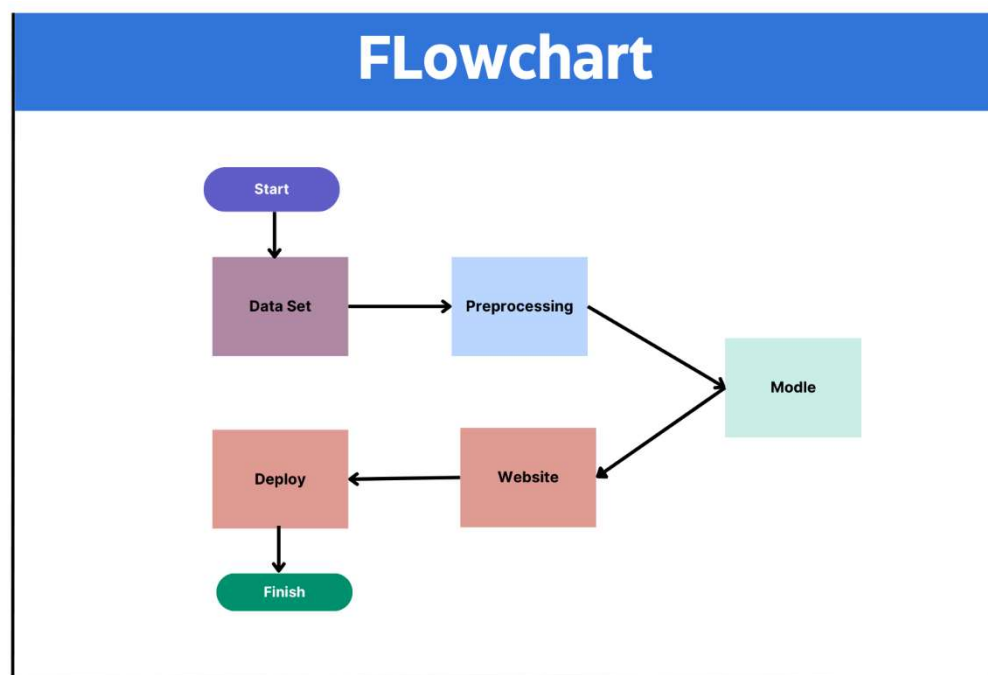 FLowchart
Start
Data Set
Preprocessing
Modle
Website
Deploy
Finish